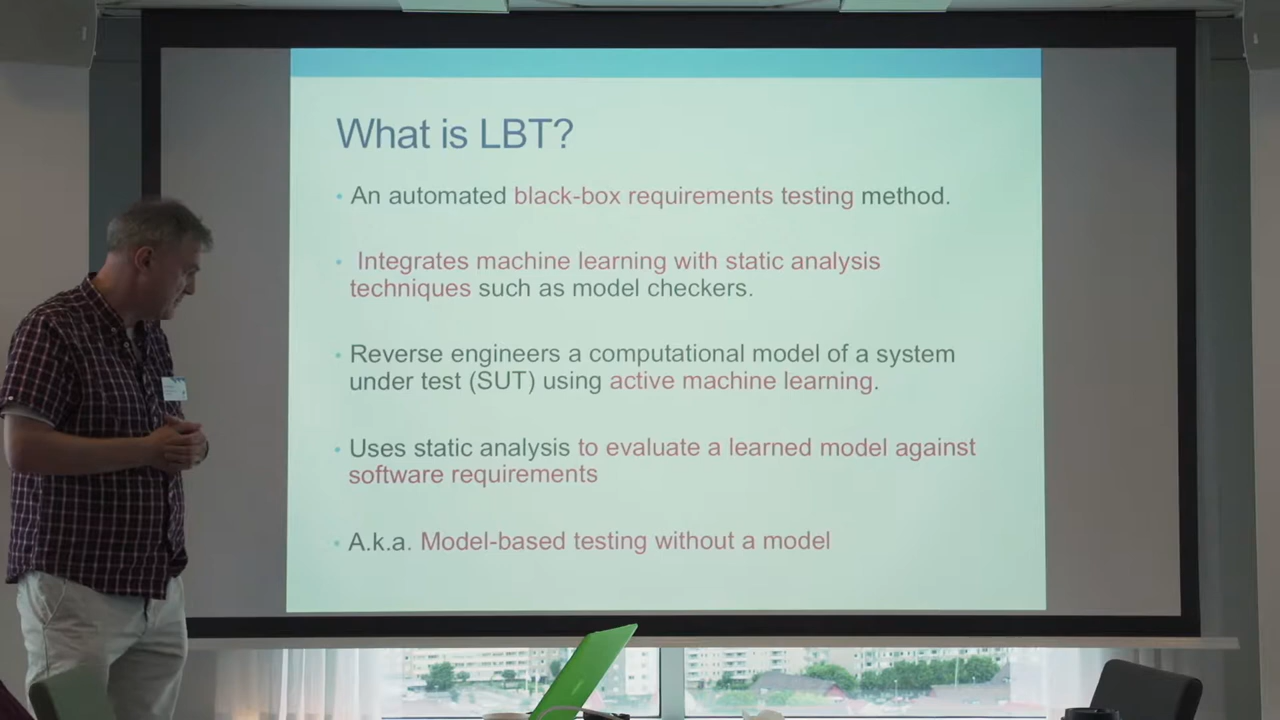 What is LBT?
• An automated black-box requirements testing method.
• Integrates machine learning with static analysis
techniques such as model checkers.
• Reverse engineers a computational model of a system
under test (SUT) using active machine learning.
• Uses static analysis to evaluate a learned model against
software requirements
• A.k.a. Model-based testing without a model